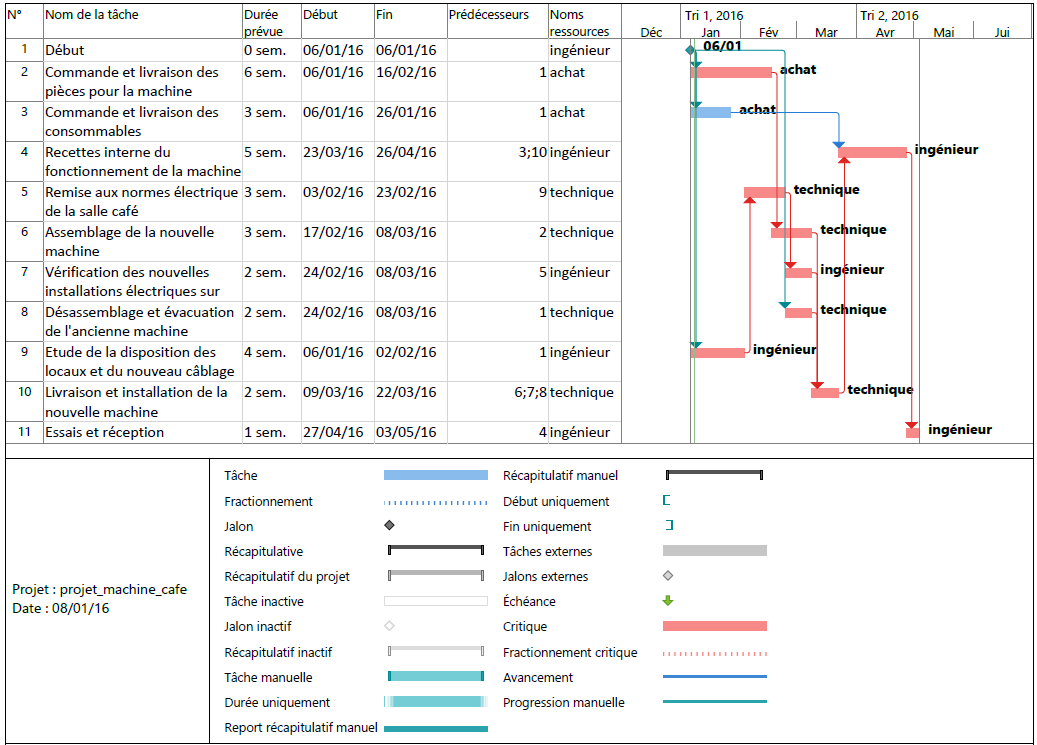 N° Nom de la tâche Durée prévue Début Fin Prédécesseurs Noms ressources
Tri 1, 2016 Tri 2, 2016
Déc Jan Fév Mar Avr Mai Jui
1 Début 0 sem. 06/01/16 06/01/16 ingénieur 06/01
2 Commande et livraison des 6 sem. 06/01/16 16/02/16 1 achat achat
pièces pour la machine
3 Commande et livraison des 3 sem. 06/01/16 26/01/16 1 achat achat
consommables
4 Recettes interne du 5 sem. 23/03/16 26/04/16 3;10 ingénieur ingénieur
fonctionnement de la machine
5 Remise aux normes électrique 3 sem. 03/02/16 23/02/16 9 technique technique
de la salle café
6 Assemblage de la nouvelle 3 sem. 17/02/16 08/03/16 2 technique technique
machine
7 Vérification des nouvelles 2 sem. 24/02/16 08/03/16 5 ingénieur ingénieur
installations électriques sur
8 Désassemblage et évacuation 2 sem. 24/02/16 08/03/16 1 technique technique
de l'ancienne machine
9 Etude de la disposition des 4 sem. 06/01/16 02/02/16 1 ingénieur ingénieur
locaux et du nouveau câblage
10 Livraison et installation de la 2 sem. 09/03/16 22/03/16 6;7;8 technique technique
nouvelle machine
11 Essais et réception 1 sem. 27/04/16 03/05/16 4 ingénieur ingénieur
Projet : projet_machine_cafe
Date : 08/01/16
Tâche
Fractionnement
Jalon
Récapitulative
Récapitulatif du projet
Tâche inactive
Jalon inactif
Récapitulatif inactif
Tâche manuelle
Durée uniquement
Report récapitulatif manuel
Récapitulatif manuel
Début uniquement
Fin uniquement
Tâches externes
Jalons externes
Échéance
Critique
Fractionnement critique
Avancement
Progression manuelle